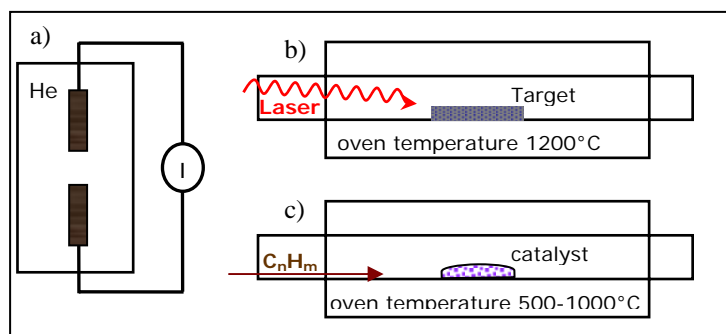 a)
He
I
b)
Laser
Target
oven temperature 1200°C
c)
CnHm
catalyst
oven temperature 500-1000°C